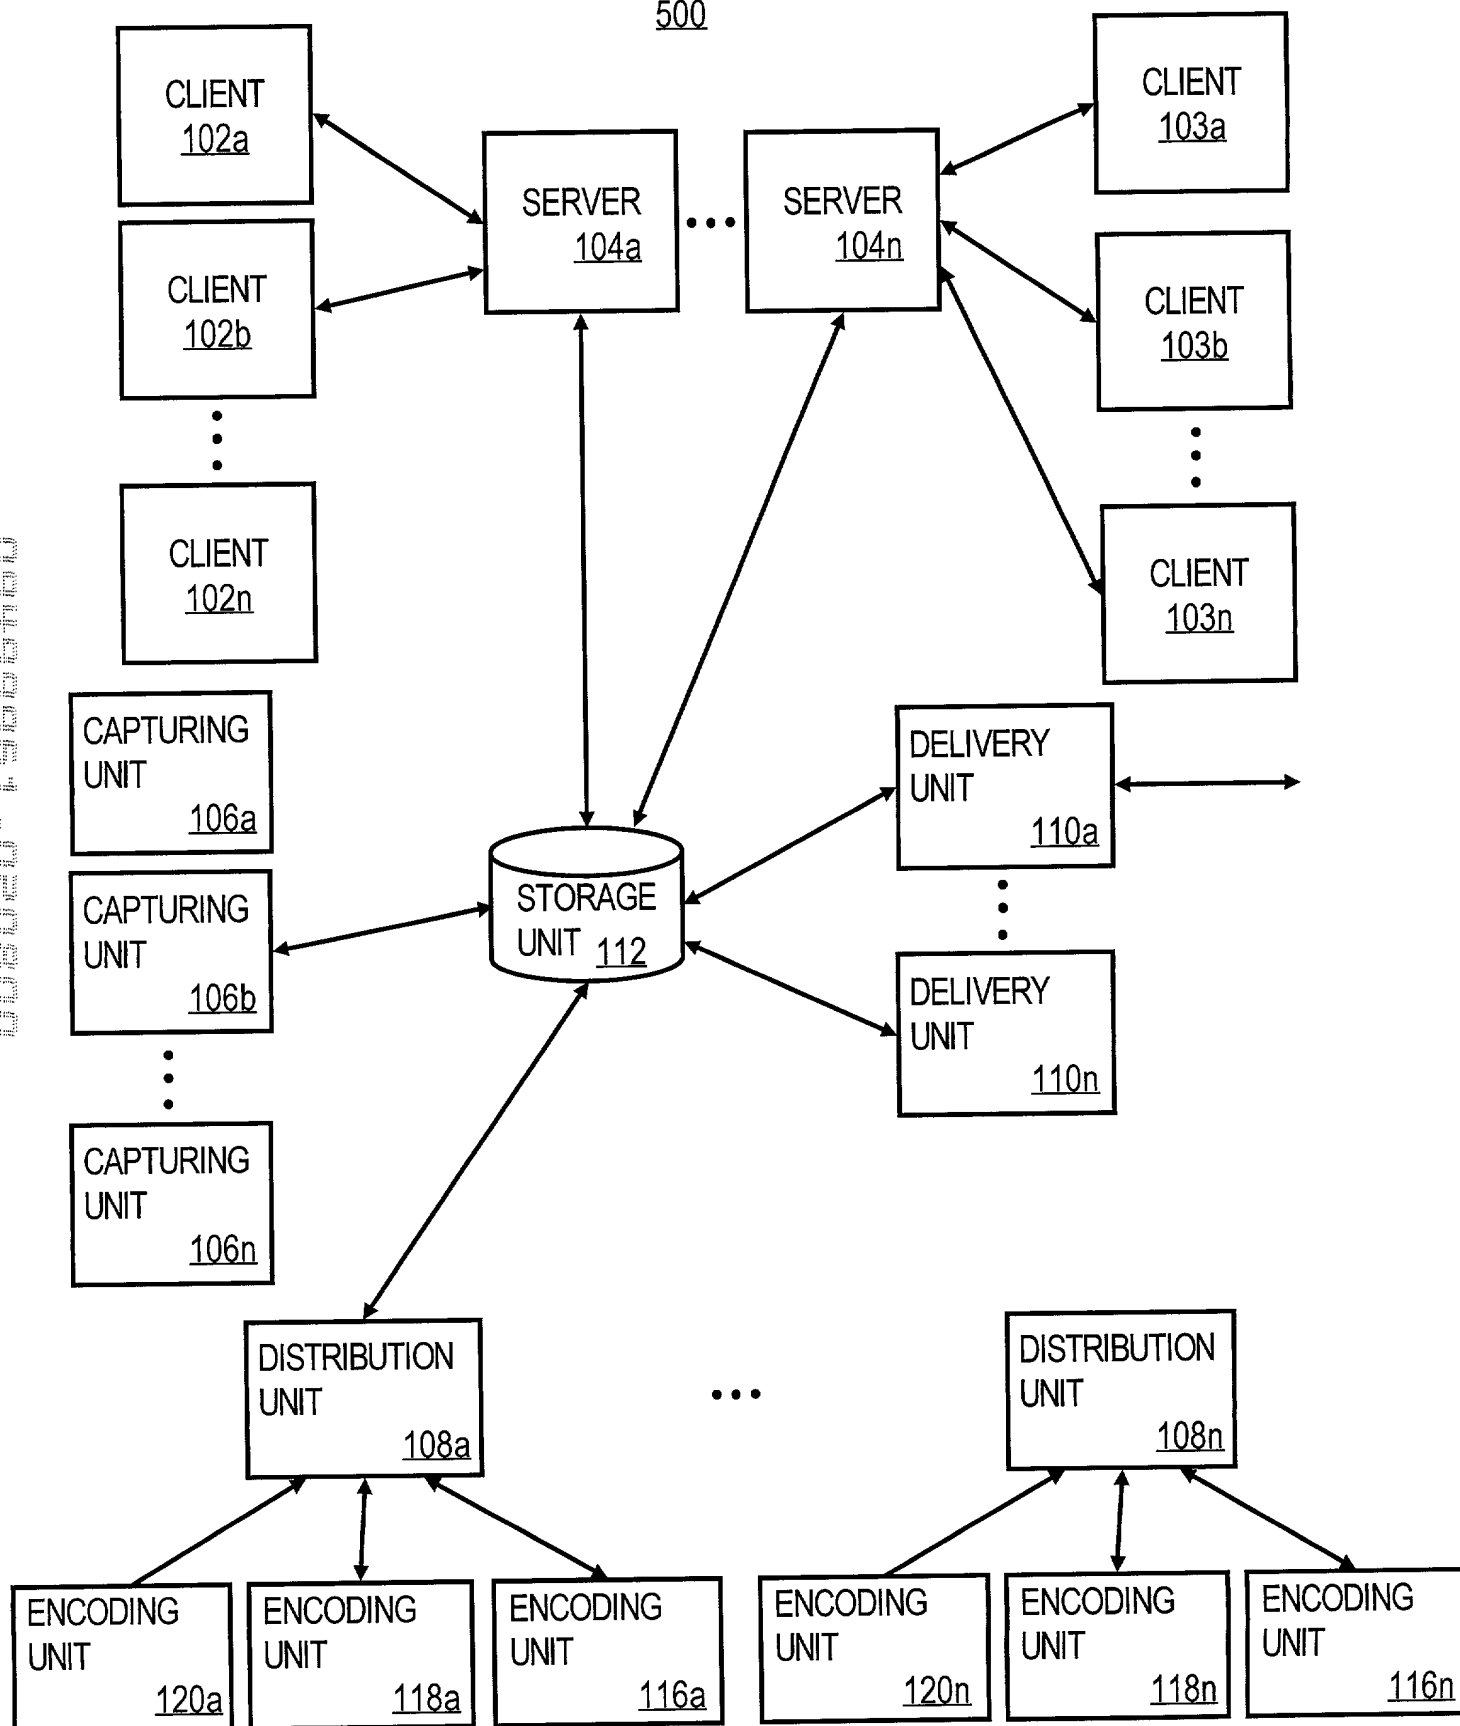 500
CLIENT
102a
CLIENT
103a
SERVER
104a
SERVER
104n
CLIENT
102b
CLIENT
103b
CLIENT
102n
CLIENT
103n
CAPTURING
UNIT
106a
DELIVERY
UNIT
110a
CAPTURING
UNIT
106b
STORAGE
UNIT 112
DELIVERY
UNIT
110n
CAPTURING
UNIT
106n
DISTRIBUTION
UNIT
108a
DISTRIBUTION
UNIT
108n
ENCODING
UNIT
120a
ENCODING
UNIT
118a
ENCODING
UNIT
116a
ENCODING
UNIT
120n
ENCODING
UNIT
118n
ENCODING
UNIT
116n